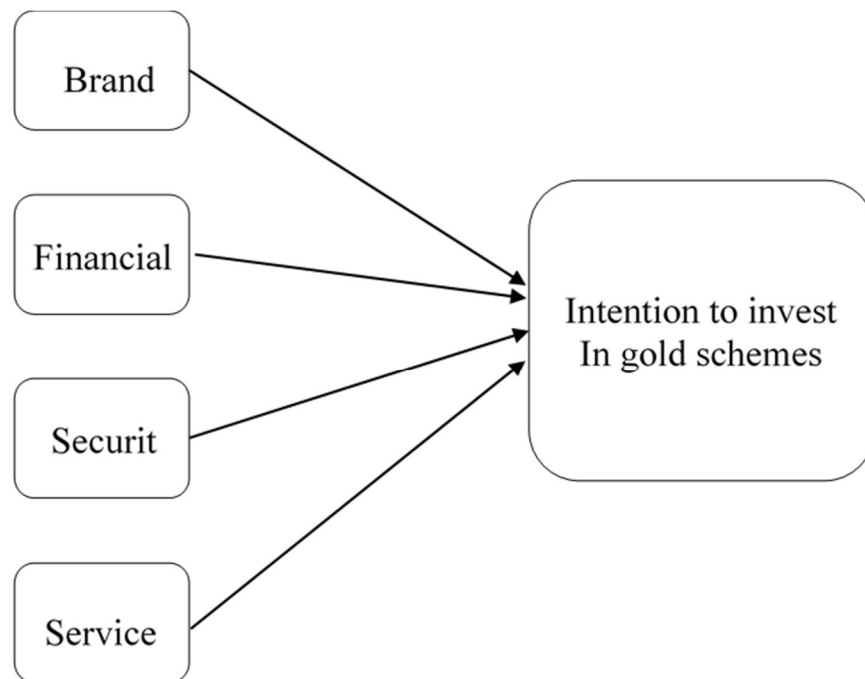 Brand
Financial
Securit
Service
Intention to invest
In gold schemes